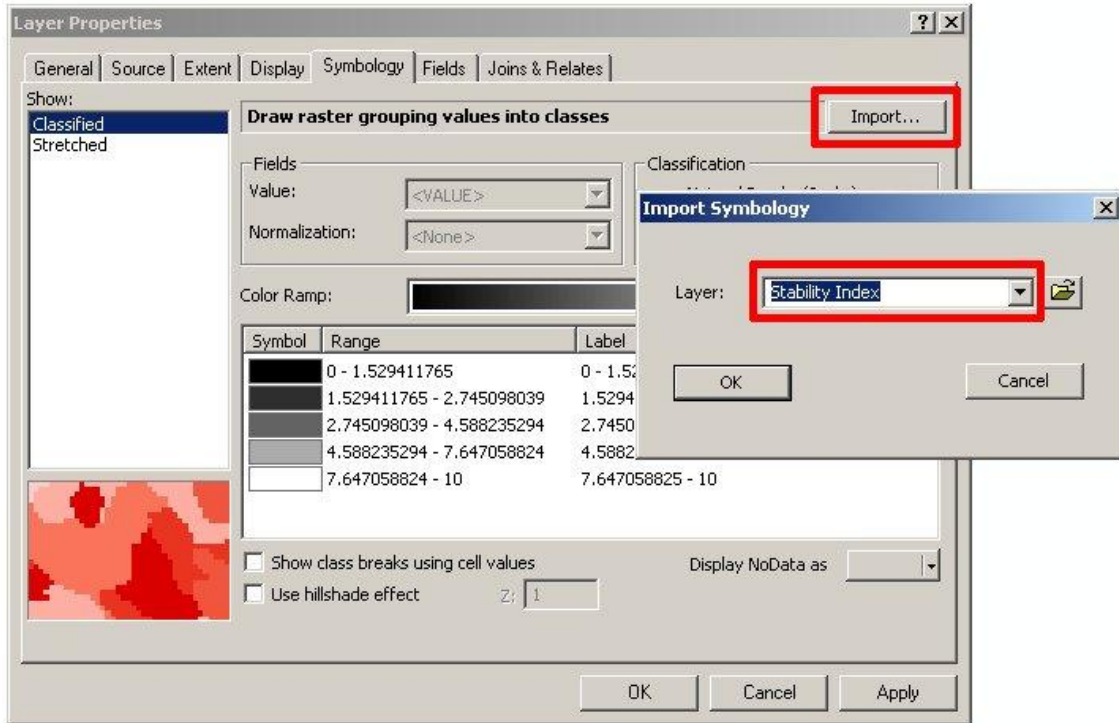 Layer Properties
General Source Extent Display Symbology Fields Joins & Relates
Show:
Classified
Stretched
Draw raster grouping values into classes
Import...
Fields
Value:
<VALUE>
Normalization:
<None>
Classification
Color Ramp:
Symbol Range Label
0 - 1.529411765 0 - 1.52
1.529411765 - 2.745098039 1.5294
2.745098039 - 4.588235294 2.7450
4.588235294 - 7.647058824 4.5882
7.647058824 - 10 7.647058825 - 10
Show class breaks using cell values
Display NoData as
Use hillshade effect
Z: 1
OK Cancel Apply
Import Symbology
Layer:
Stability Index
OK Cancel